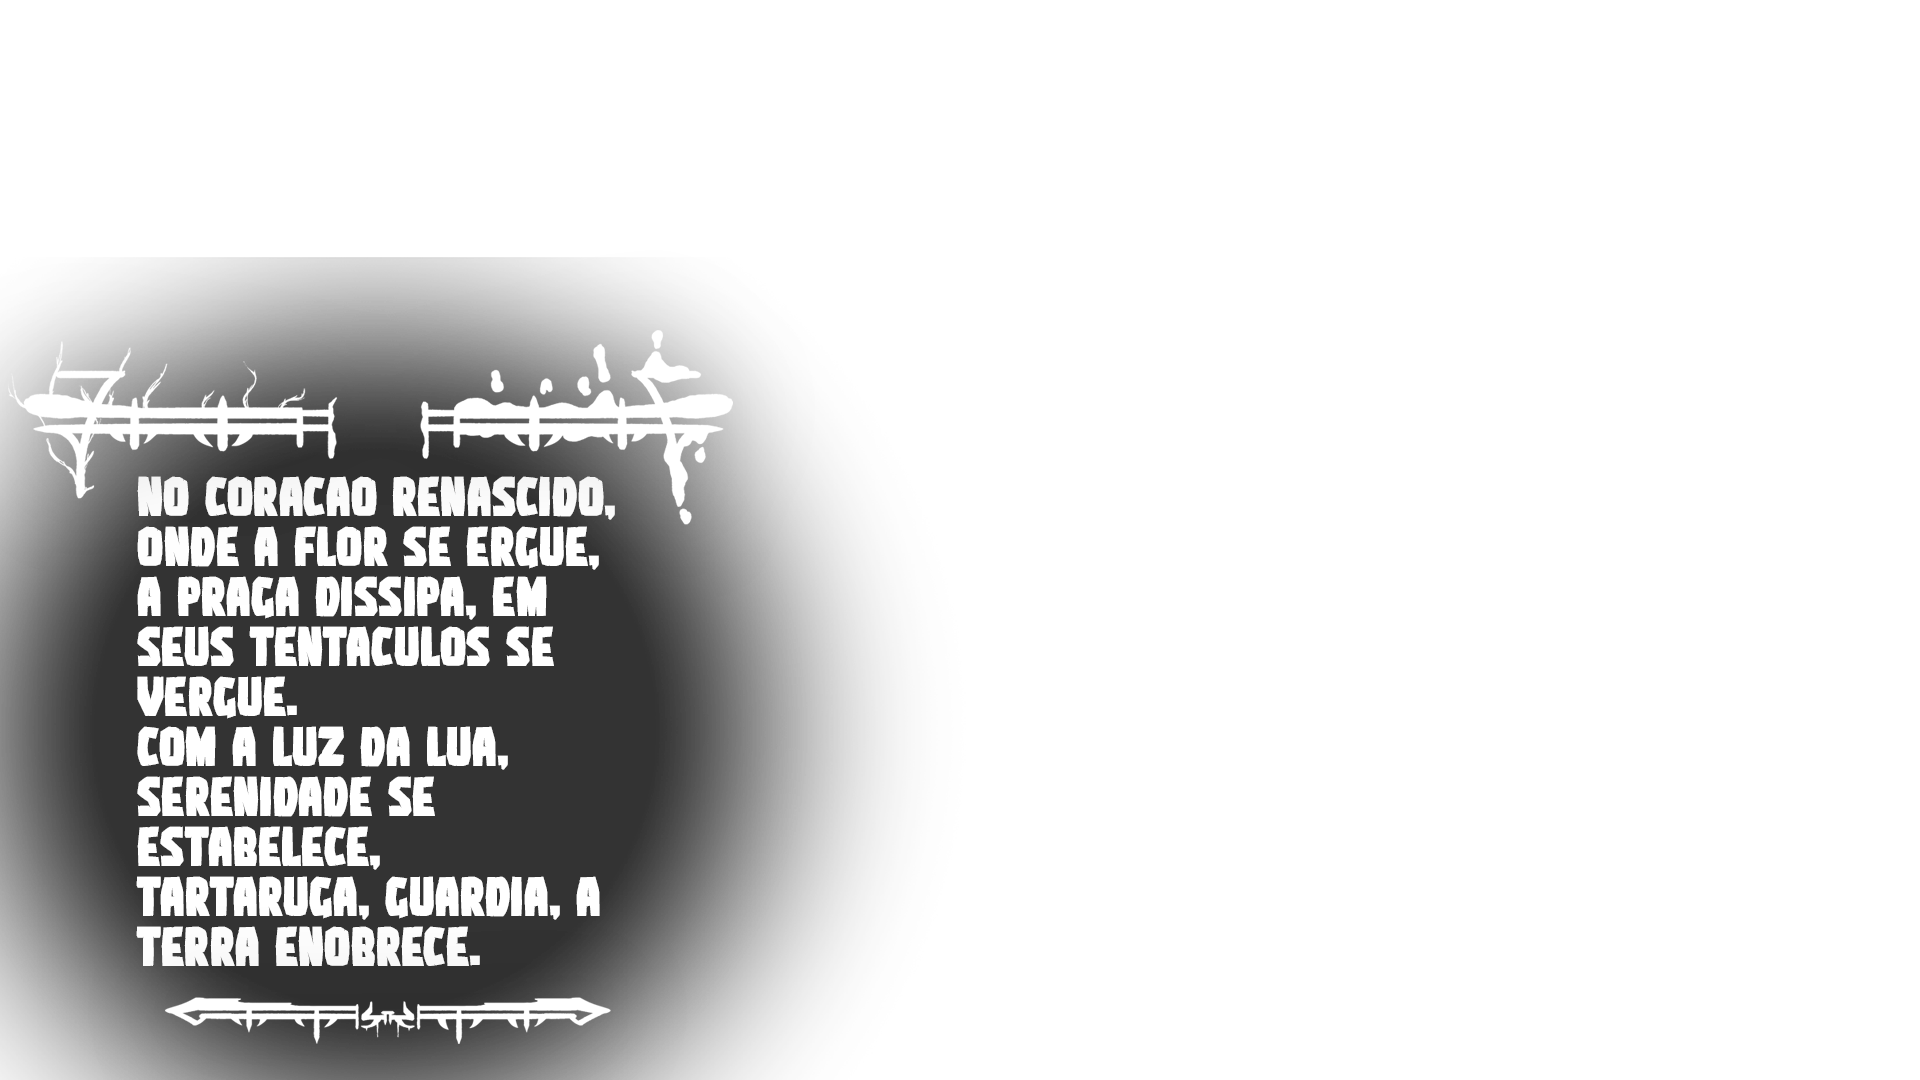 NO CORACAO RENASCIDO,
ONDE A FLOR SE ERGUE,
A PRAGA DISSIPA, EM
SEUS TENTACULOS SE
VERGUE.
COM A LUZ DA LUA,
SERENIDADE SE
ESTABELECE,
TARTARUGA, GUARDIA, A
TERRA ENOBRECE.